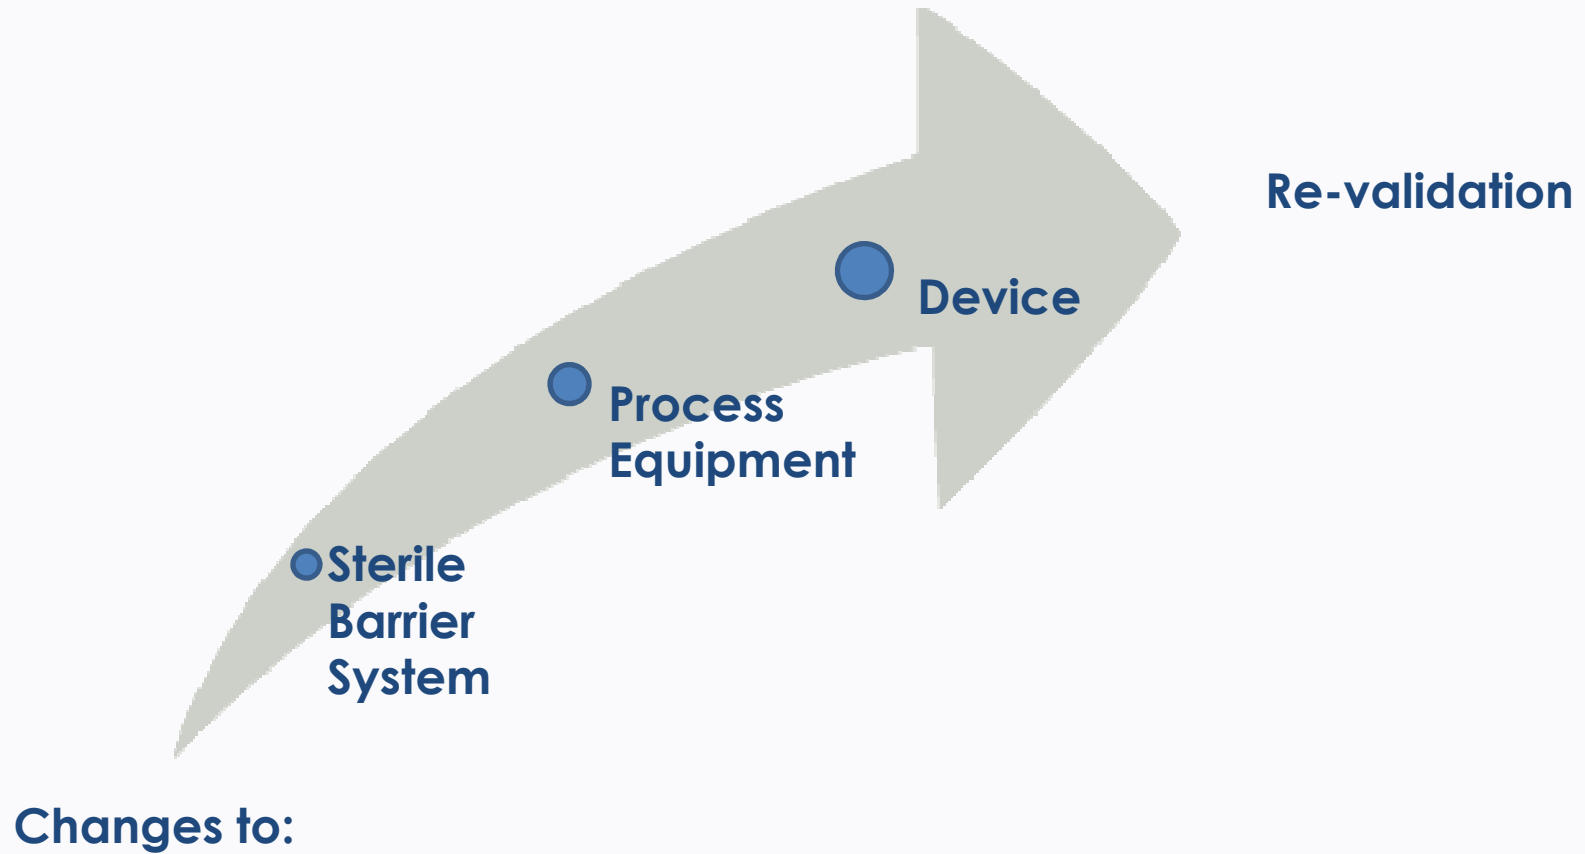 Changes to:
Sterile
Barrier
System
Process
Equipment
Device
Re-validation